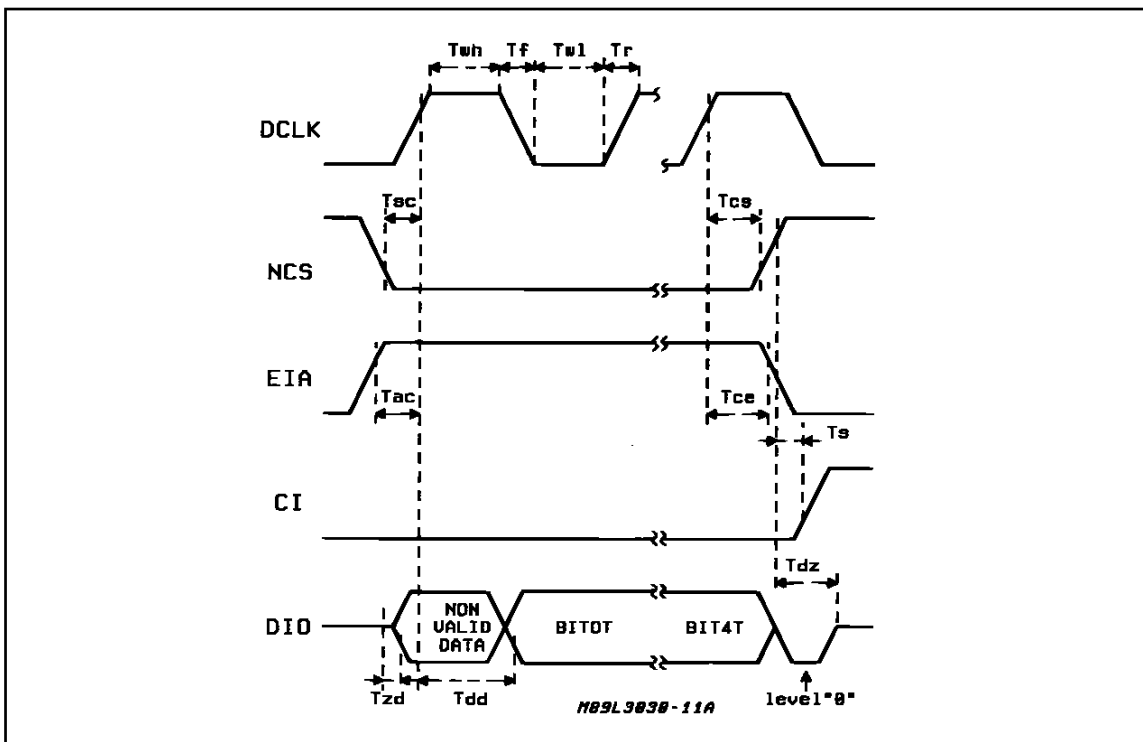 Twh Tf Twl Tr
DCLK
Tsc Tcs
NCS
EIA
Tac Tce
Ts
CI
Tdz
DIO
NON
VALID
DATA
BIT0T BIT4T
Tzd Tdd
level"0"
M89L3030-11A